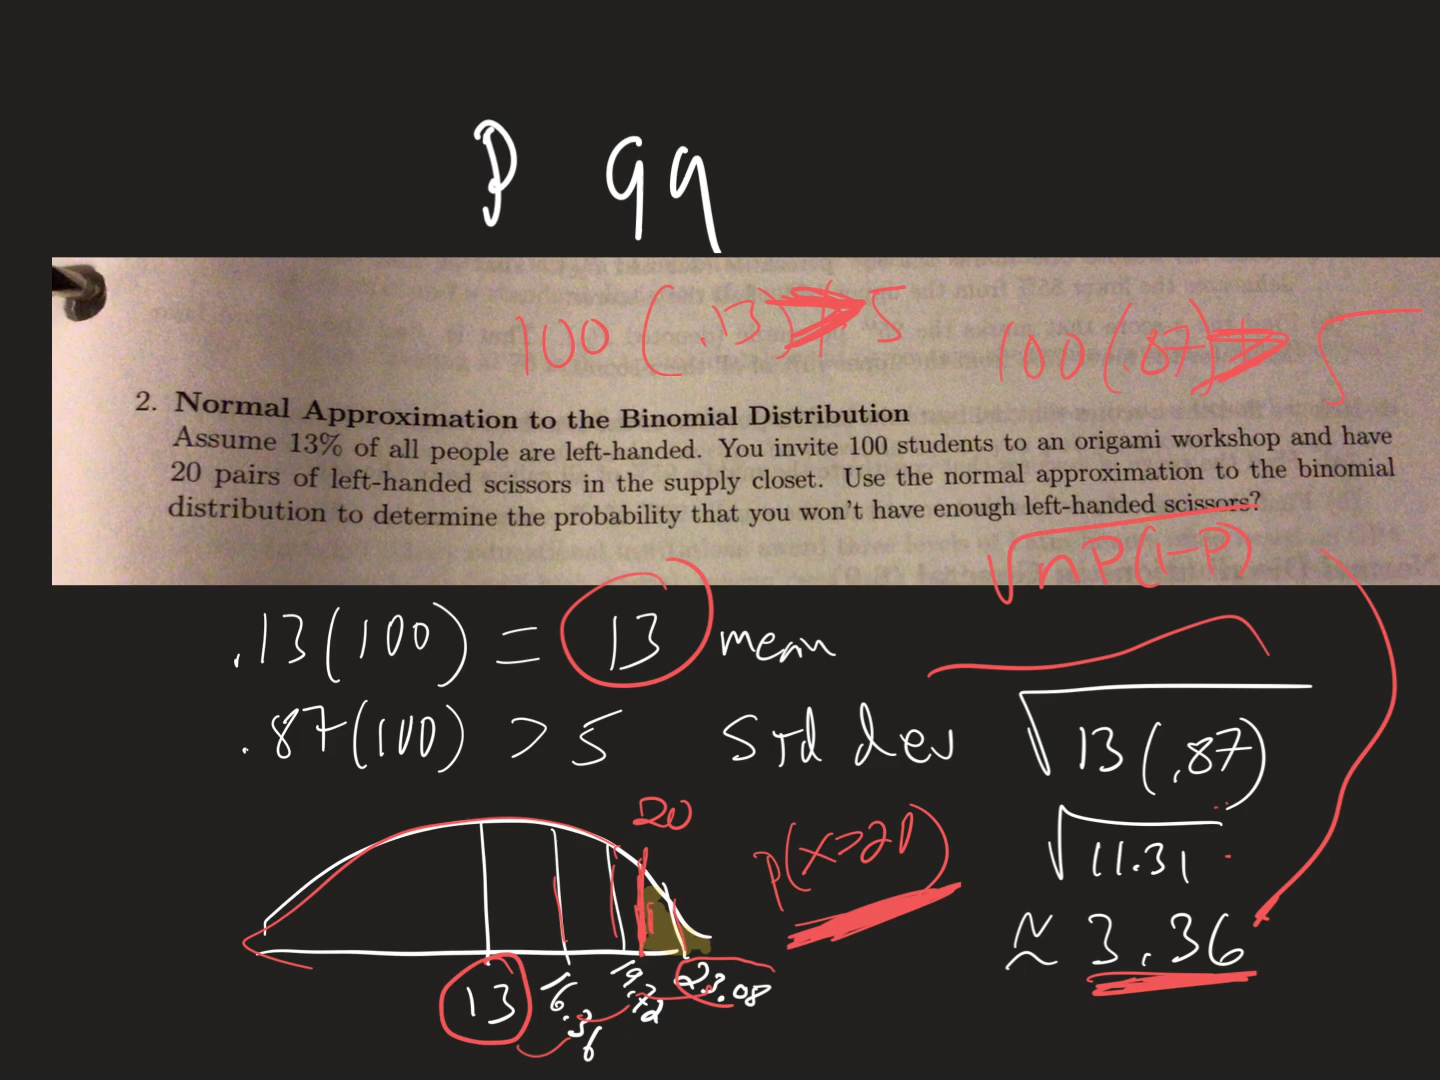 P 99
100 (.13) > 5 100 (.87) > 5
2. Normal Approximation to the Binomial Distribution
Assume 13% of all people are left-handed. You invite 100 students to an origami workshop and have
20 pairs of left-handed scissors in the supply closet. Use the normal approximation to the binomial
distribution to determine the probability that you won't have enough left-handed scissors?
√nP(1-P)
.13(100) = 13 mean
.87(100) > 5 Std dev √13(.87)
20
P(x>20)
√11.31
≈ 3.36
13 16.36 19.72 23.08